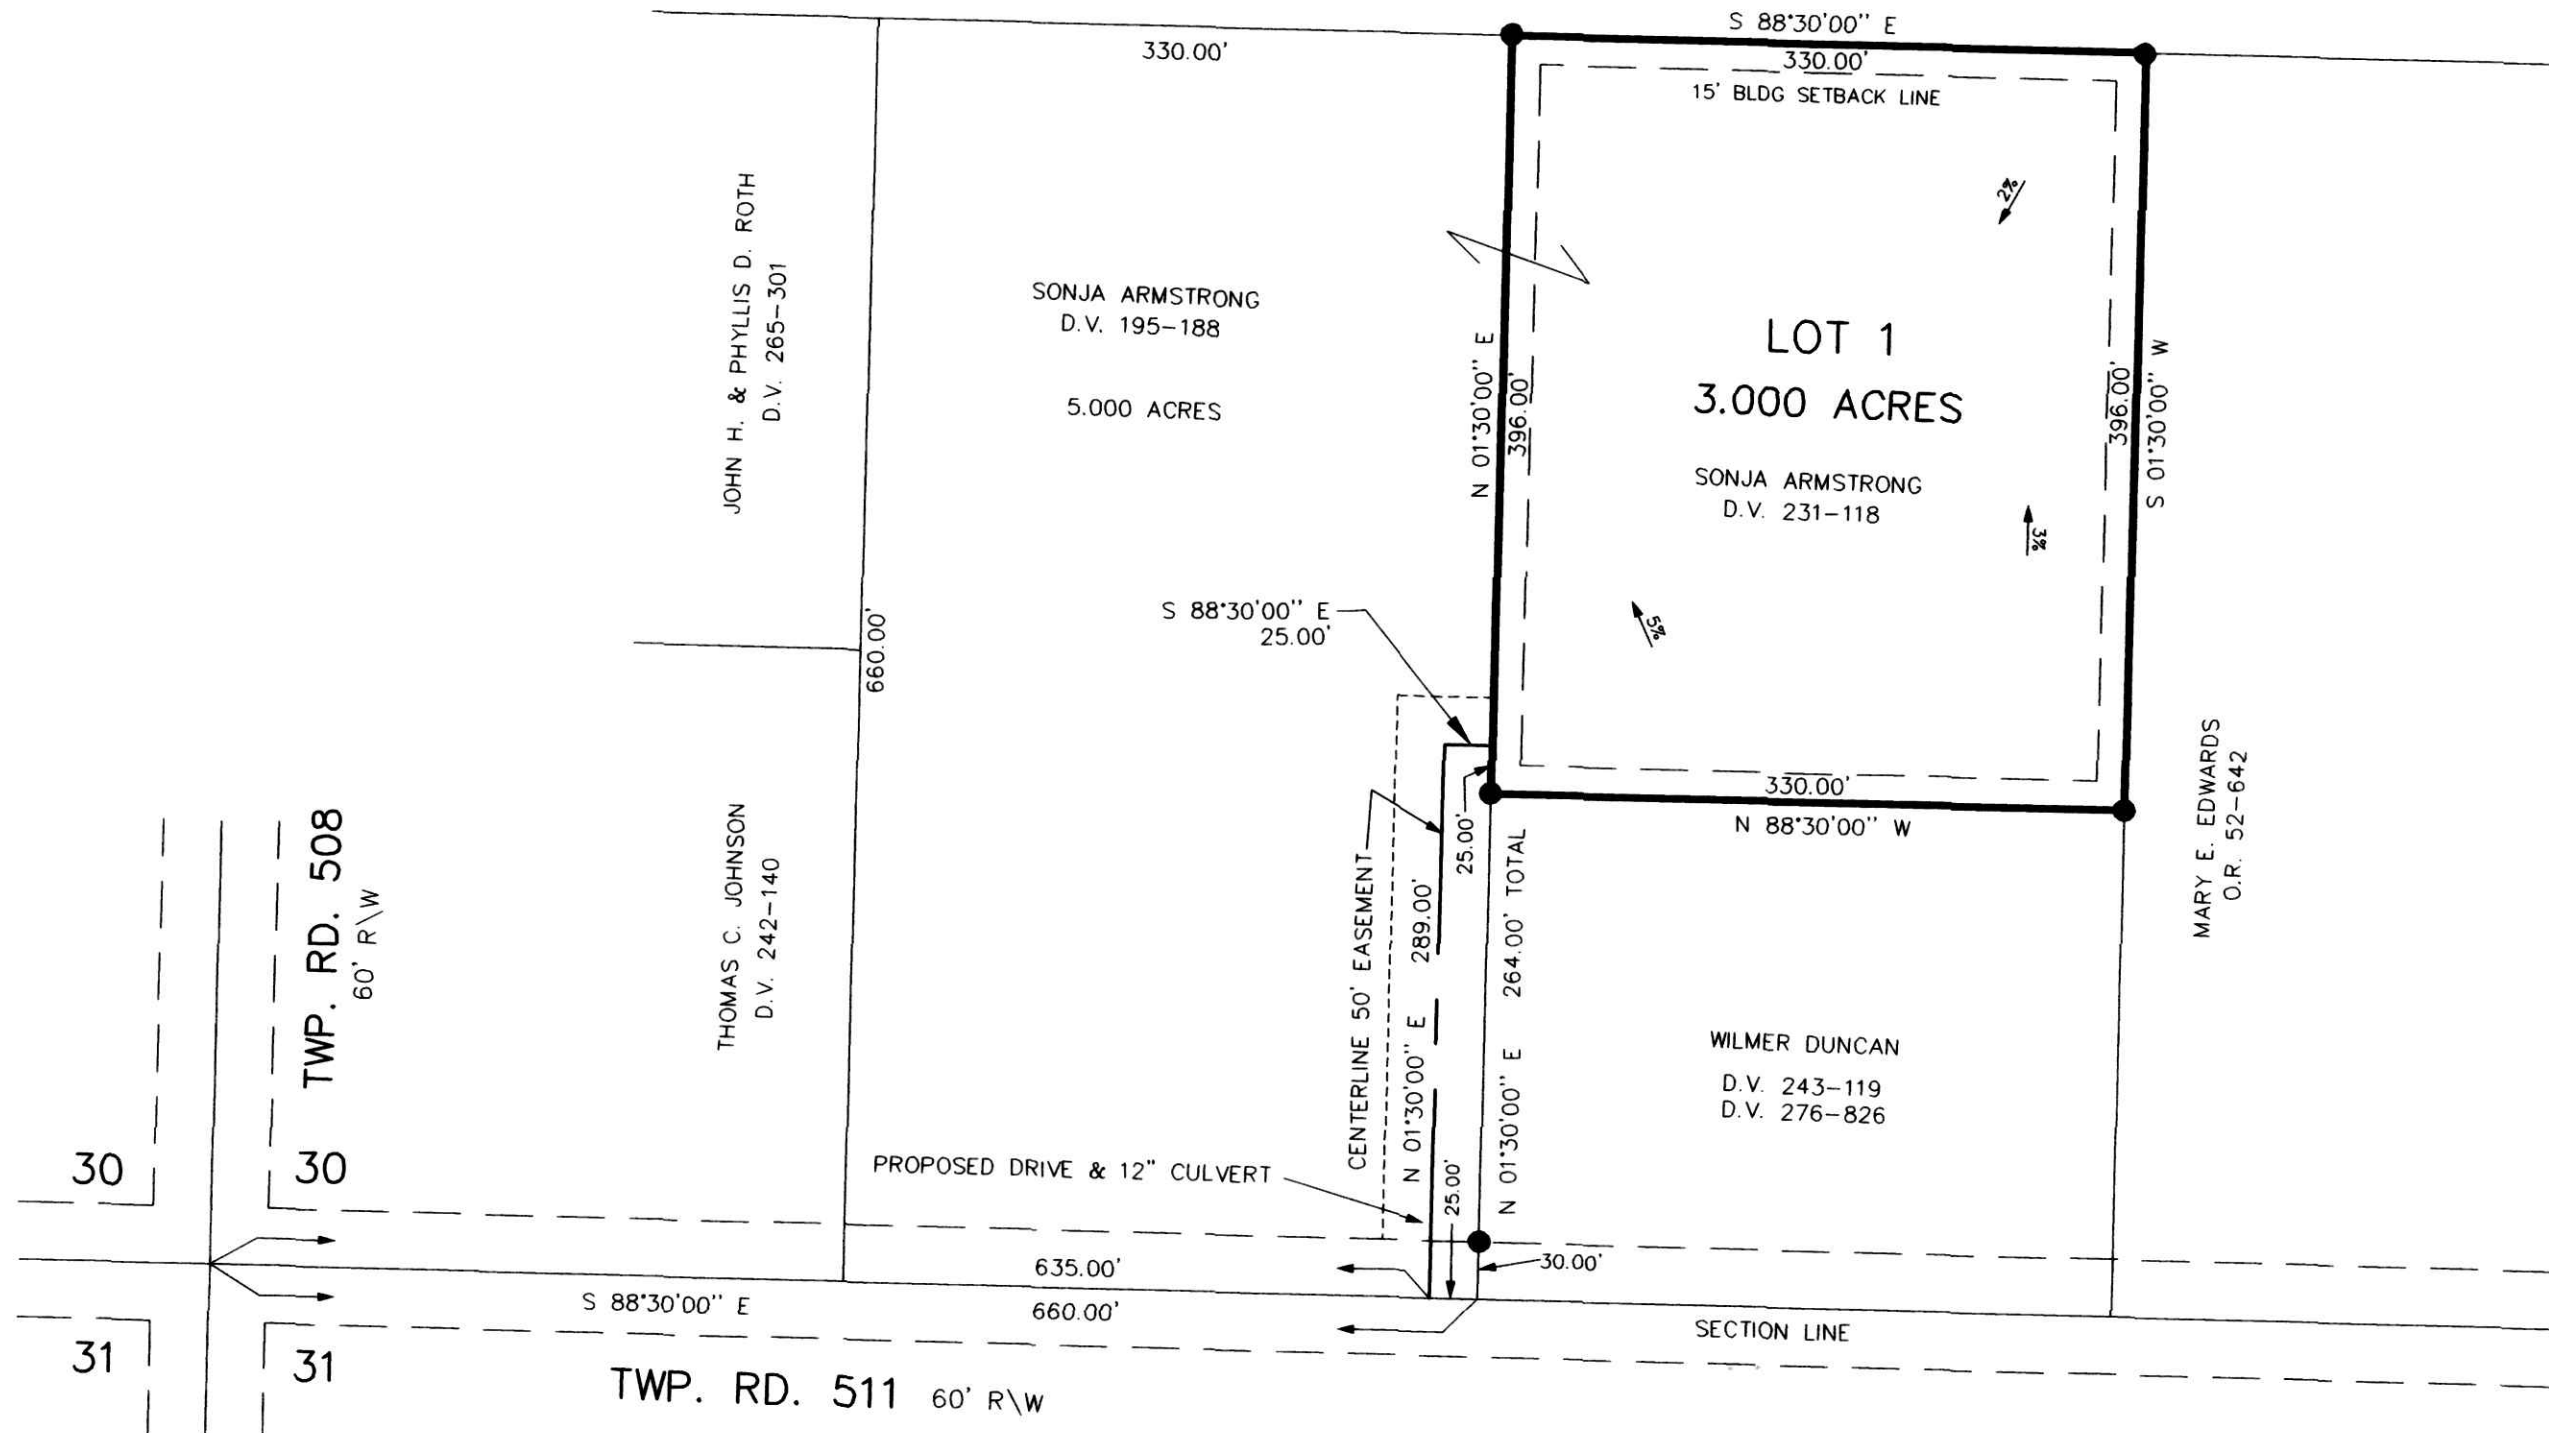 S 88°30'00" E
330.00'
330.00'
15' BLDG SETBACK LINE
2%
JOHN H. & PHYLLIS D. ROTH
D.V. 265-301
SONJA ARMSTRONG
D.V. 195-188
5.000 ACRES
N 01°30'00" E
396.00'
LOT 1
3.000 ACRES
SONJA ARMSTRONG
D.V. 231-118
396.00'
S 01°30'00" W
3%
5%
S 88°30'00" E
25.00'
660.00'
330.00'
N 88°30'00" W
MARY E. EDWARDS
O.R. 52-642
TWP. RD. 508
60' R\W
THOMAS C. JOHNSON
D.V. 242-140
CENTERLINE 50' EASEMENT
N 01°30'00" E 289.00'
25.00'
N 01°30'00" E 264.00' TOTAL
WILMER DUNCAN
D.V. 243-119
D.V. 276-826
PROPOSED DRIVE & 12" CULVERT
25.00'
30 30
635.00'
30.00'
S 88°30'00" E
660.00'
SECTION LINE
31 31
TWP. RD. 511 60' R\W